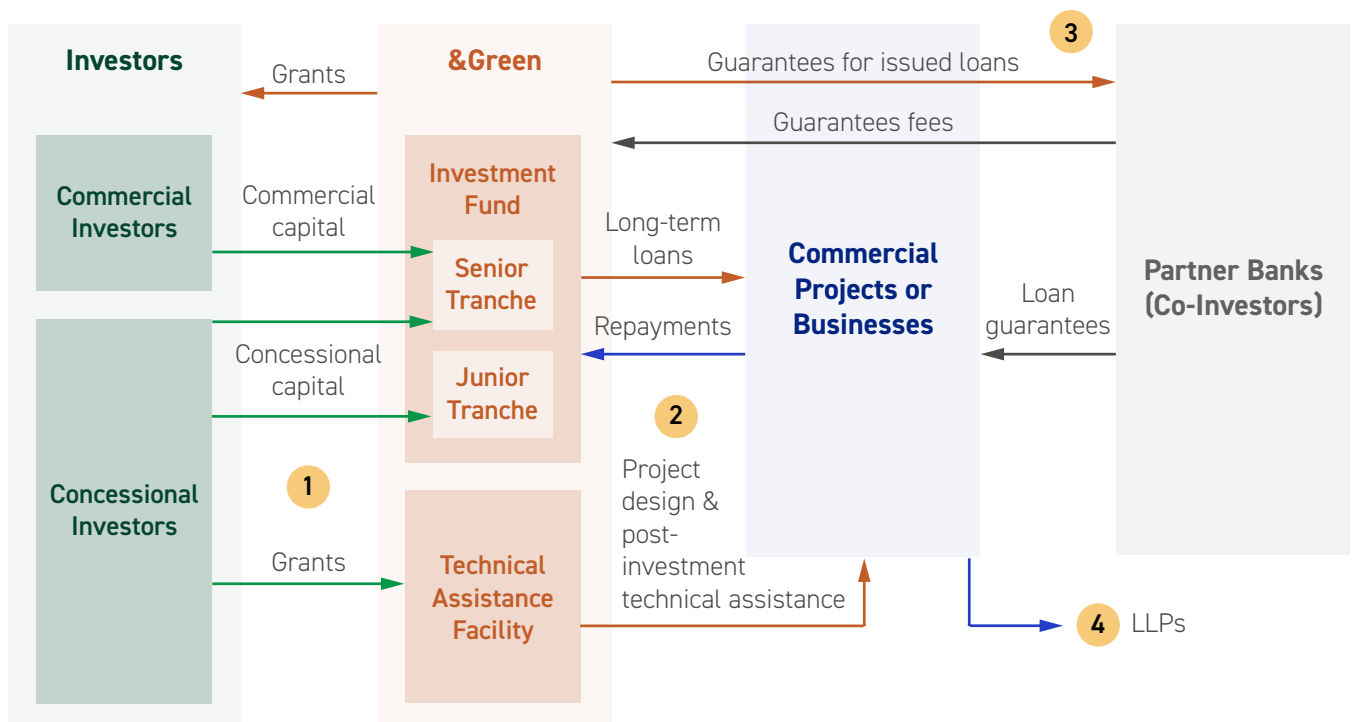 3
Investors
&Green
Grants
Guarantees for issued loans
Guarantees fees
Commercial
Investors
Commercial
capital
Investment
Fund
Senior
Tranche
Long-term
loans
Commercial
Projects or
Businesses
Partner Banks
(Co-Investors)
Loan
guarantees
Repayments
Concessional
capital
Junior
Tranche
2
1
Concessional
Investors
Project
design &
post-
investment
technical assistance
Grants
Technical
Assistance
Facility
4 LLPs